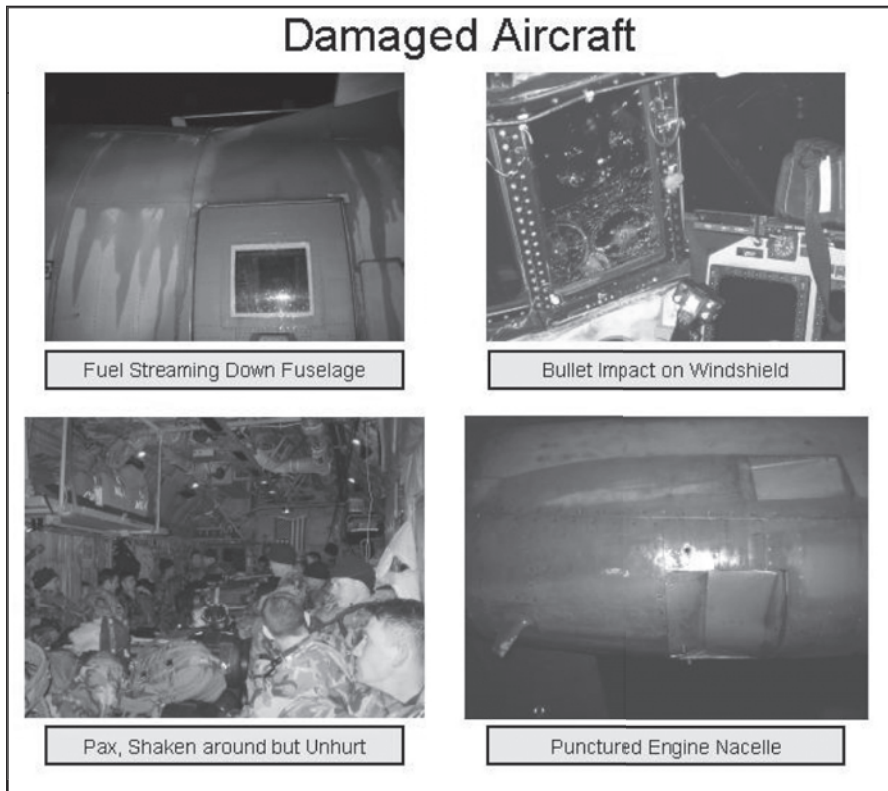 Damaged Aircraft
Fuel Streaming Down Fuselage
Bullet Impact on Windshield
Pax, Shaken around but Unhurt
Punctured Engine Nacelle